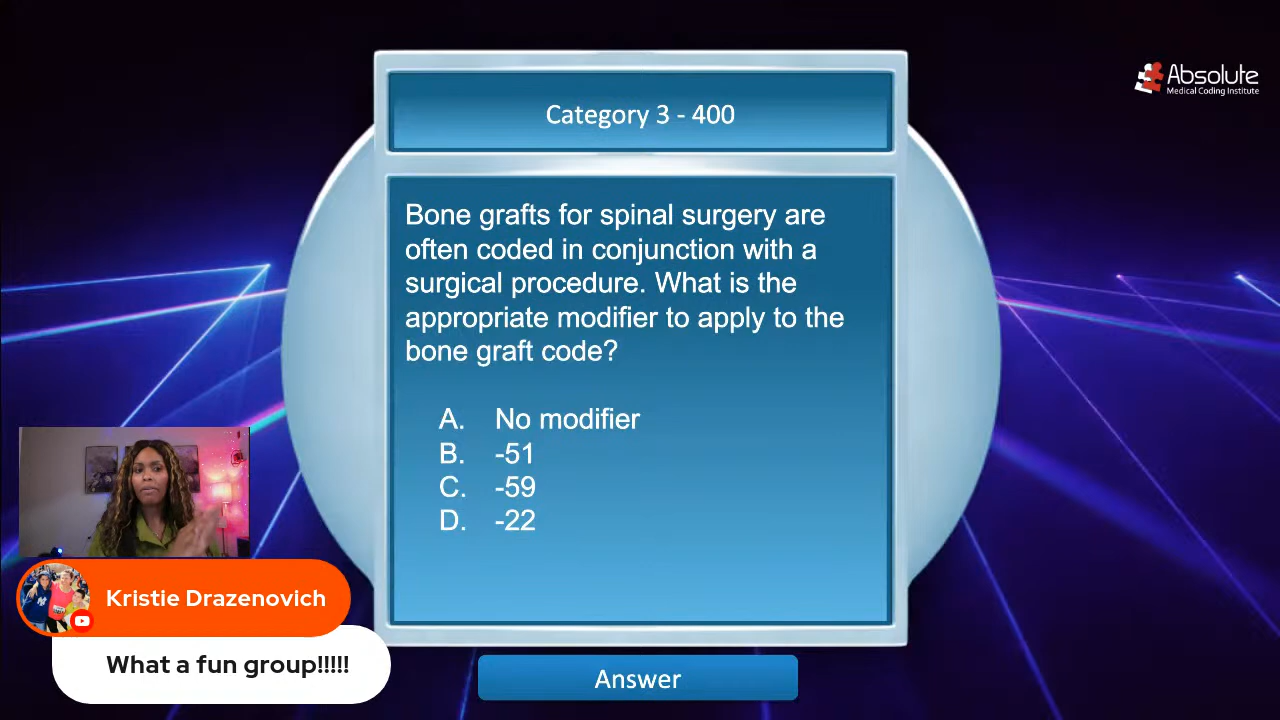 Category 3 - 400
Absolute
Medical Coding Institute
Bone grafts for spinal surgery are
often coded in conjunction with a
surgical procedure. What is the
appropriate modifier to apply to the
bone graft code?
A. No modifier
B. -51
C. -59
D. -22
Kristie Drazenovich
What a fun group!!!!!
Answer